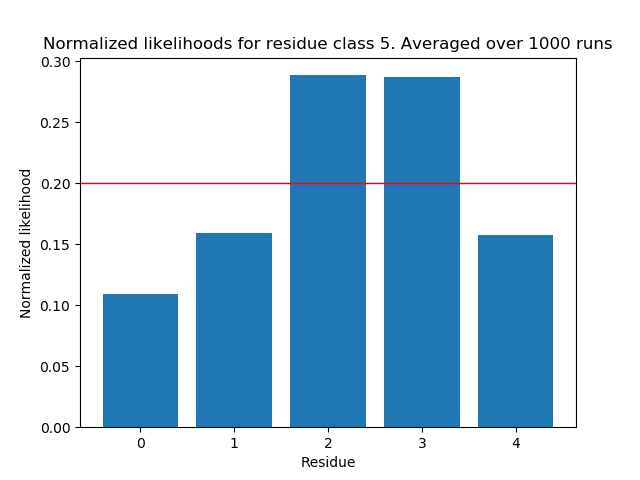 Normalized likelihoods for residue class 5. Averaged over 1000 runs
0.30
0.25
0.20
0.15
0.10
0.05
0.00
Normalized likelihood
0 1 2 3 4
Residue